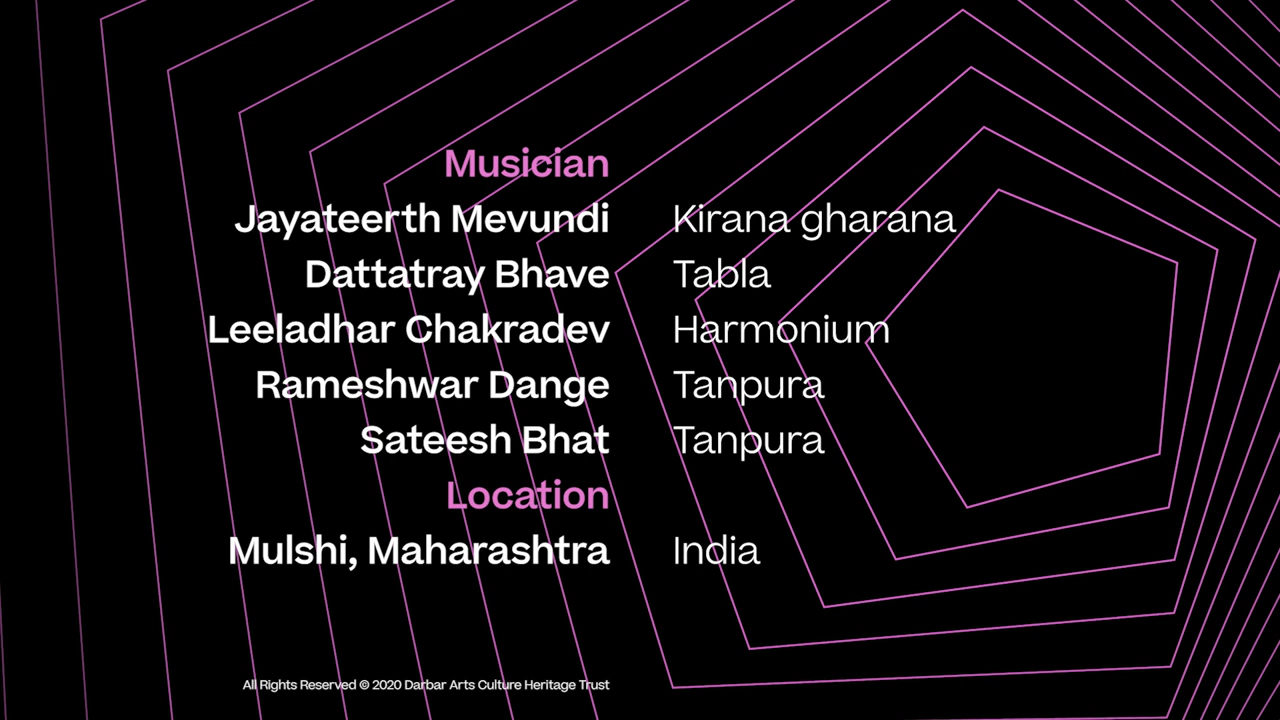 Musician
Jayateerth Mevundi Kirana gharana
Dattatray Bhave Tabla
Leeladhar Chakradev Harmonium
Rameshwar Dange Tanpura
Sateesh Bhat Tanpura
Location
Mulshi, Maharashtra India
All Rights Reserved © 2020 Darbar Arts Culture Heritage Trust